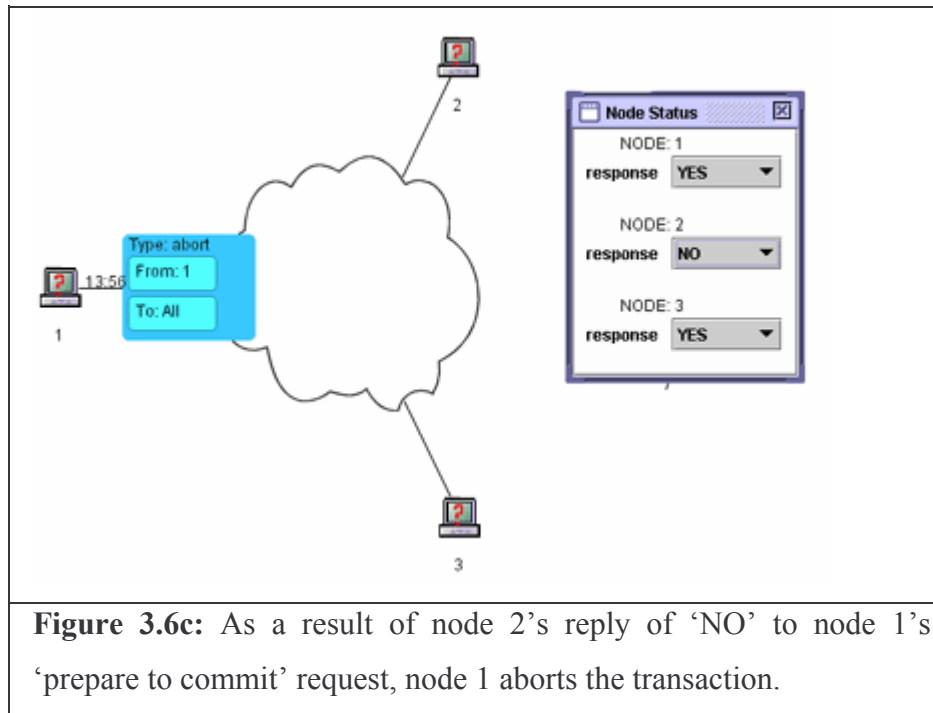 2
Node Status
NODE: 1
response YES
NODE: 2
response NO
NODE: 3
response YES
Type: abort
From: 1
To: All
13:56
1
3
Figure 3.6c: As a result of node 2’s reply of ‘NO’ to node 1’s
‘prepare to commit’ request, node 1 aborts the transaction.